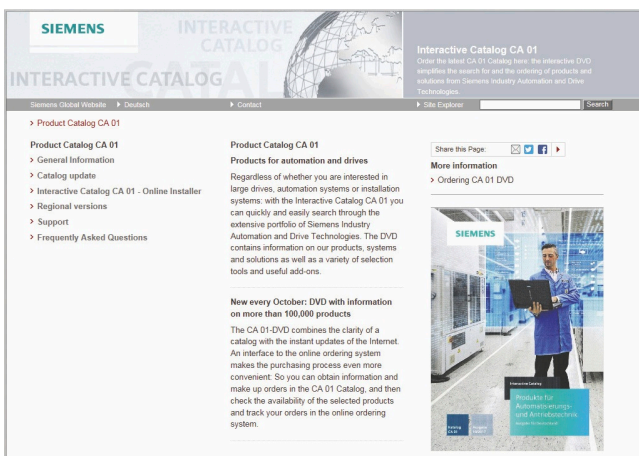 SIEMENS
INTERACTIVE
CATALOG
INTERACTIVE CATALOG
CATAL
Interactive Catalog CA 01
Order the latest CA 01 Catalog here: the interactive DVD
simplifies the search for and the ordering of products and
solutions from Siemens Industry Automation and Drive
Technologies.
Siemens Global Website Deutsch Contact Site Explorer Search
Product Catalog CA 01
Product Catalog CA 01
General Information
Catalog update
Interactive Catalog CA 01 - Online Installer
Regional versions
Support
Frequently Asked Questions
Product Catalog CA 01
Products for automation and drives
Regardless of whether you are interested in
large drives, automation systems or installation
systems: with the Interactive Catalog CA 01 you
can quickly and easily search through the
extensive portfolio of Siemens Industry
Automation and Drive Technologies. The DVD
contains information on our products, systems
and solutions as well as a variety of selection
tools and useful add-ons.
New every October: DVD with information
on more than 100,000 products
The CA 01-DVD combines the clarity of a
catalog with the instant updates of the Internet.
An interface to the online ordering system
makes the purchasing process even more
convenient: So you can obtain information and
make up orders in the CA 01 Catalog, and then
check the availability of the selected products
and track your orders in the online ordering
system.
Share this Page:
More information
Ordering CA 01 DVD
SIEMENS
Interactive Catalog
Produkte für
Automatisierungs-
und Antriebstechnik
Katalog
CA 01